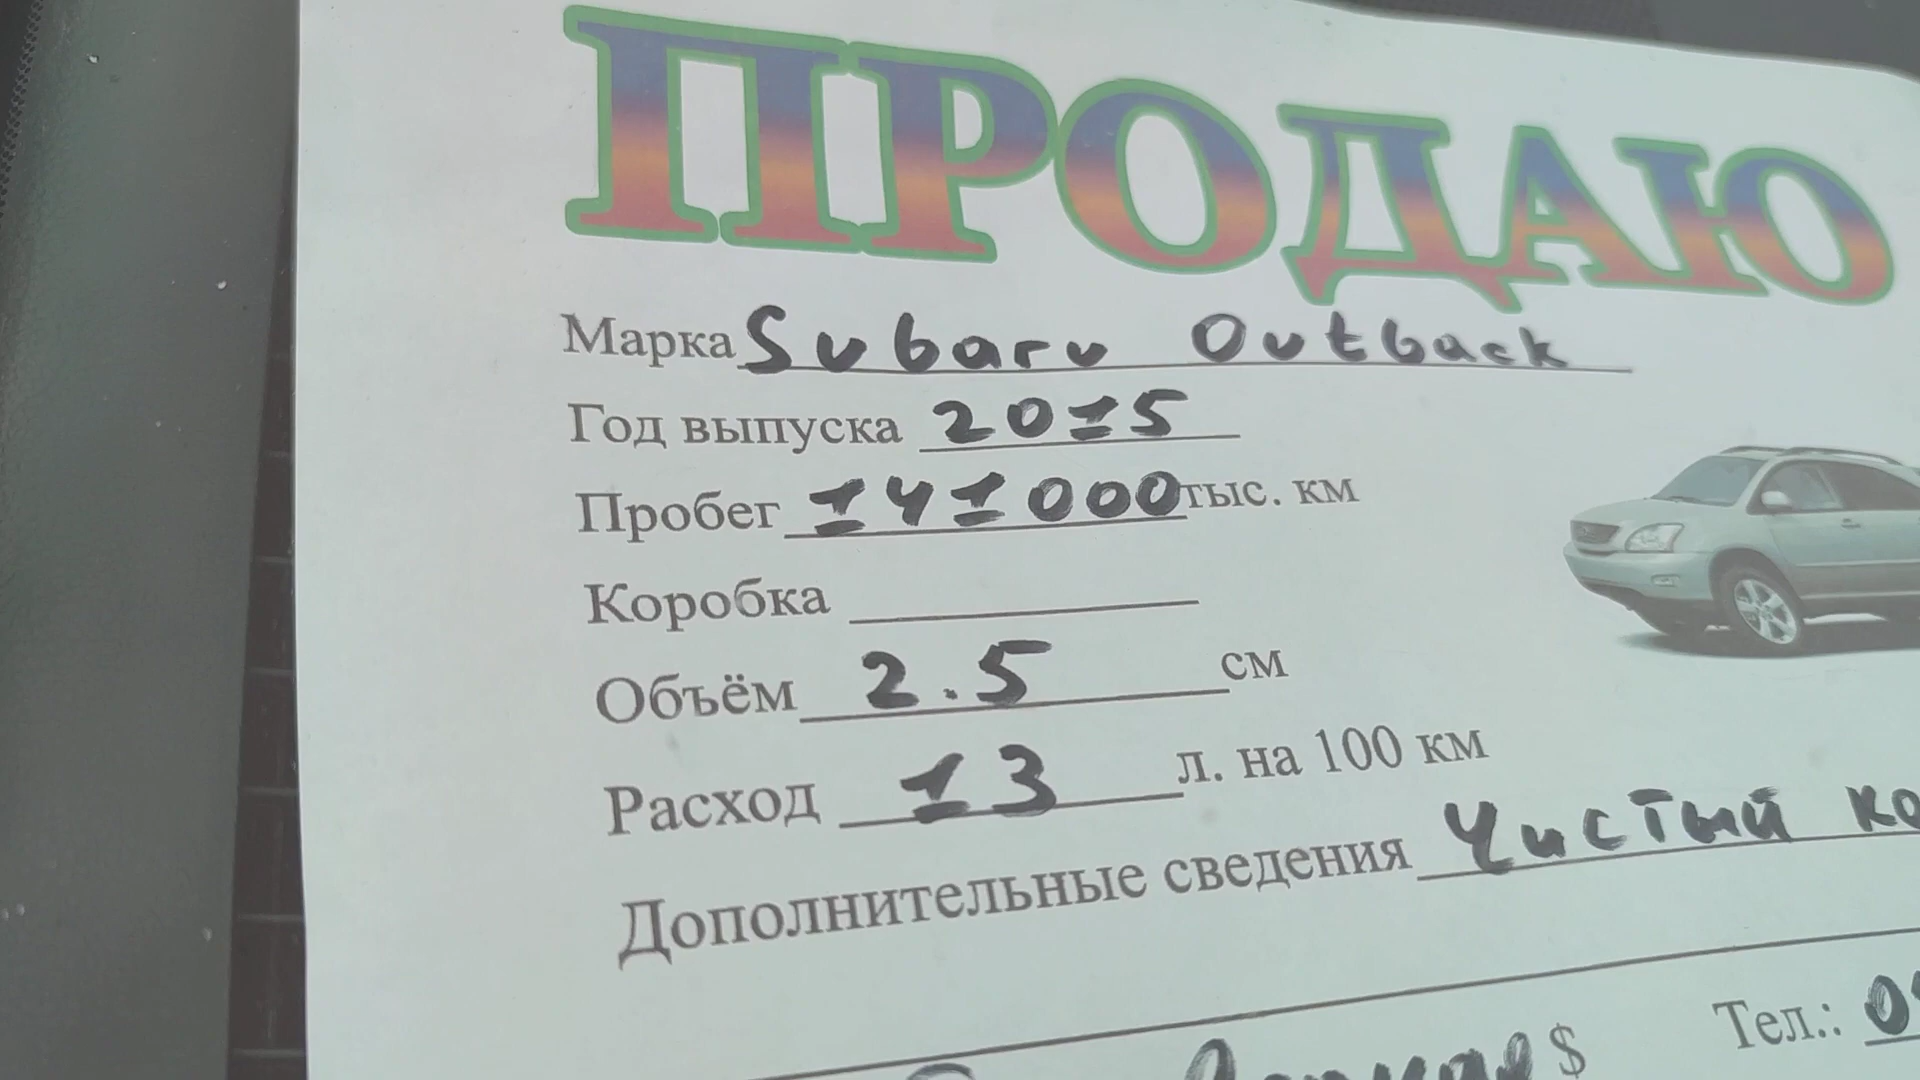 ПРОДАЮ
Марка Subaru Outback
Год выпуска 2015
Пробег 141000 тыс. км
Коробка
Объём 2.5 см
Расход 13 л. на 100 км
Дополнительные сведения Чистый
Тел.:
$